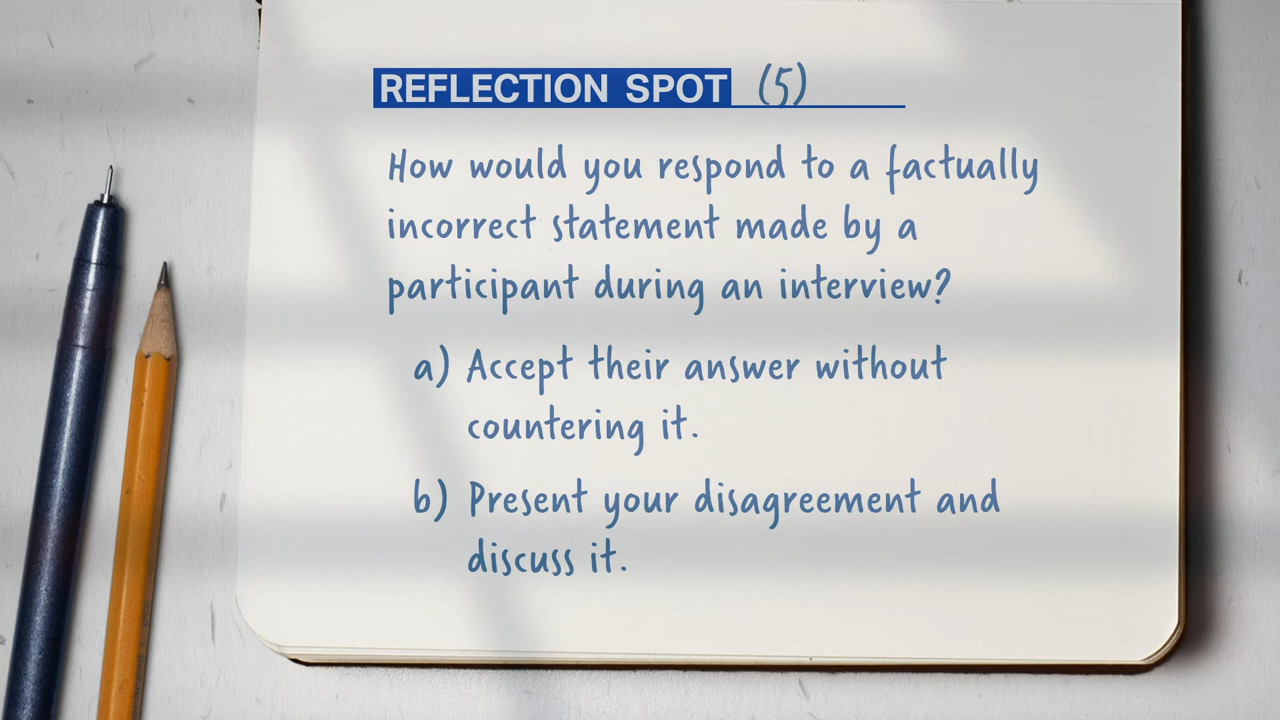 REFLECTION SPOT (5)
How would you respond to a factually
incorrect statement made by a
participant during an interview?
a) Accept their answer without
countering it.
b) Present your disagreement and
discuss it.